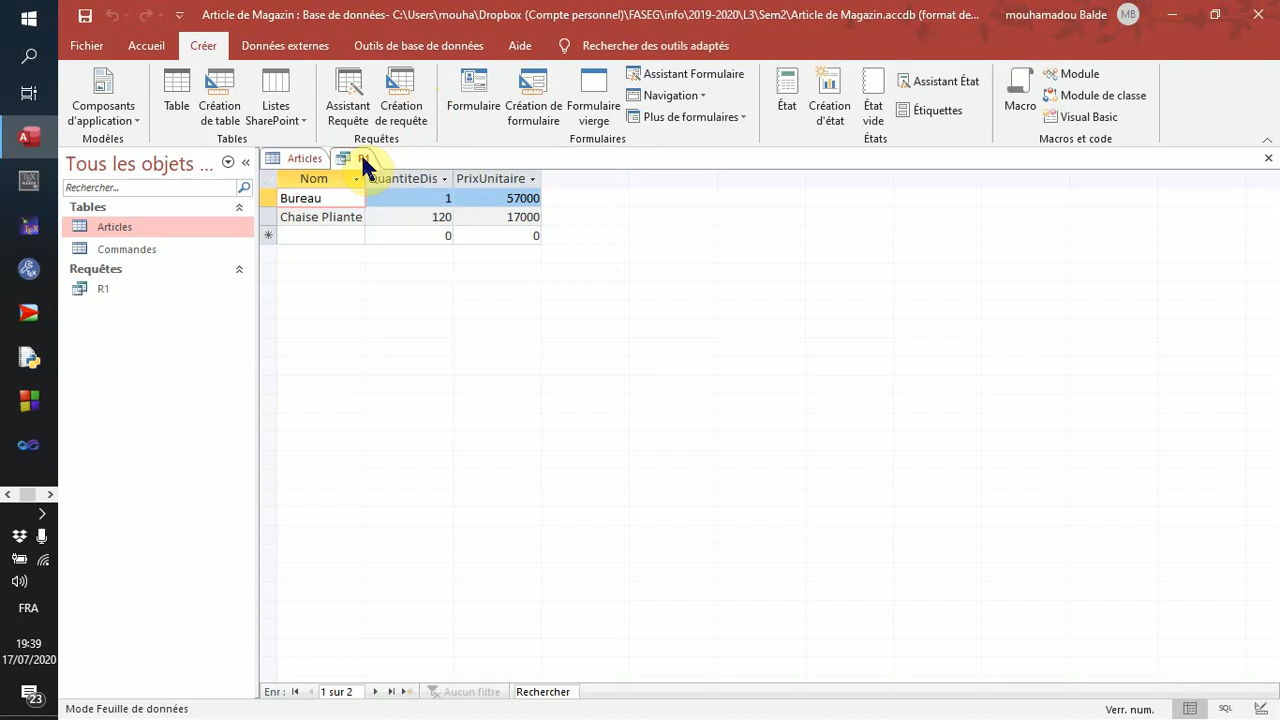 Article de Magazin : Base de données- C:\Users\mouha\Dropbox (Compte personnel)\FASEG\info\2019-2020\L3\Sem2\Article de Magazin.accdb (format de...
mouhamadou Balde
MB
Fichier
Accueil
Créer
Données externes
Outils de base de données
Aide
Rechercher des outils adaptés
Composants d'application
Table
Création de table
Listes SharePoint
Assistant Requête
Création de requête
Formulaire
Création de formulaire
Formulaire vierge
Assistant Formulaire
Navigation
Plus de formulaires
État
Création d'état
État vide
Assistant État
Étiquettes
Macro
Module
Module de classe
Visual Basic
Modèles
Tables
Requêtes
Formulaires
États
Macros et code
Tous les objets ...
Rechercher...
Tables
Articles
Commandes
Requêtes
R1
Articles
Nom QuantiteDis PrixUnitaire
Bureau 1 57000
Chaise Pliante 120 17000
0 0
Enr : 1 sur 2 Aucun filtre Rechercher
Mode Feuille de données
Verr. num.
SQL
FRA
19:39
17/07/2020
23